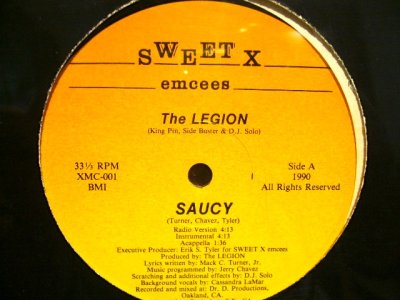 SWEET X
emcees
The LEGION
(King Pin, Side Buster & D.J. Solo)
33⅓ RPM
XMC-001
BMI
Side A
1 1990
All Rights Reserved
SAUCY
(Turner, Chavez, Tyler)
Radio Version 4:13
Instrumental 4:13
Acappella 1:36
Executive Producer: Erik S. Tyler for SWEET X emcees
Produced by: The LEGION
Lyrics written by: Mack C. Turner, Jr.
Music programmed by: Jerry Chavez
Scratching and additional effects by: D.J. Solo
Background vocals by: Cassandra LaMar
Recorded and mixed at: Dr. D. Productions,
Oakland, CA.